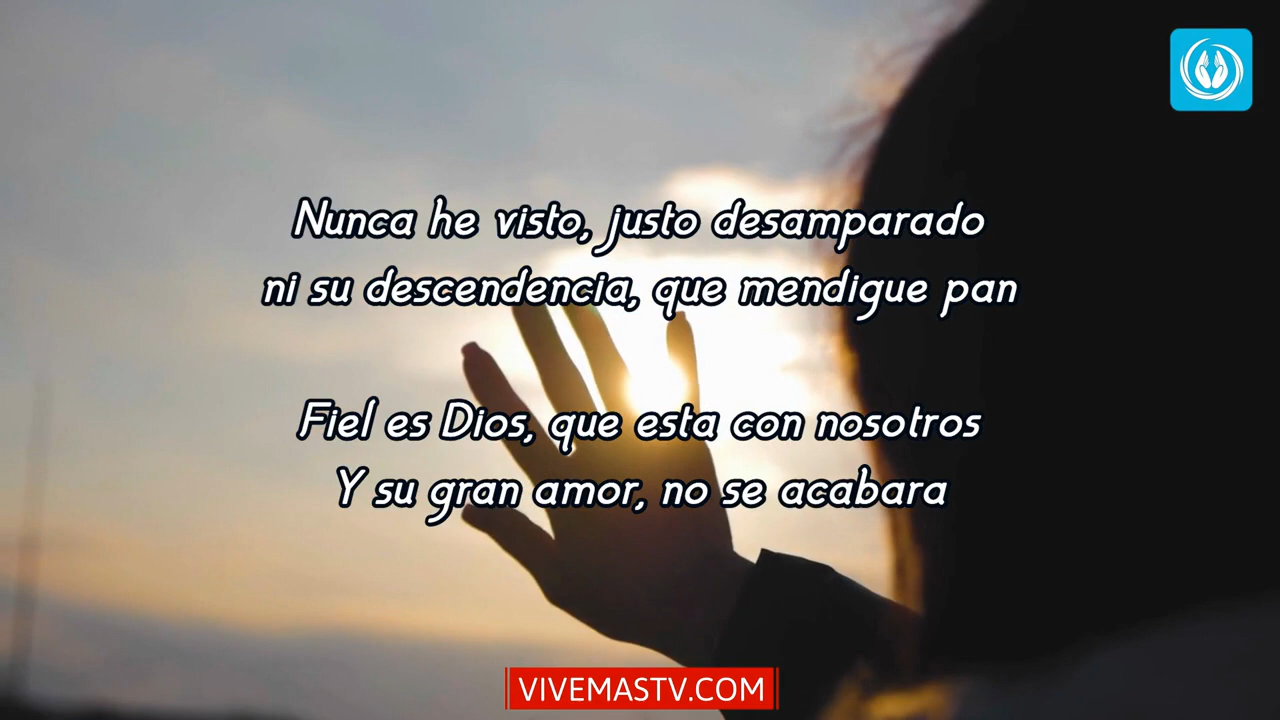 Nunca he visto, justo desamparado
ni su descendencia, que mendigue pan
Fiel es Dios, que esta con nosotros
Y su gran amor, no se acabara
VIVEMASTV.COM